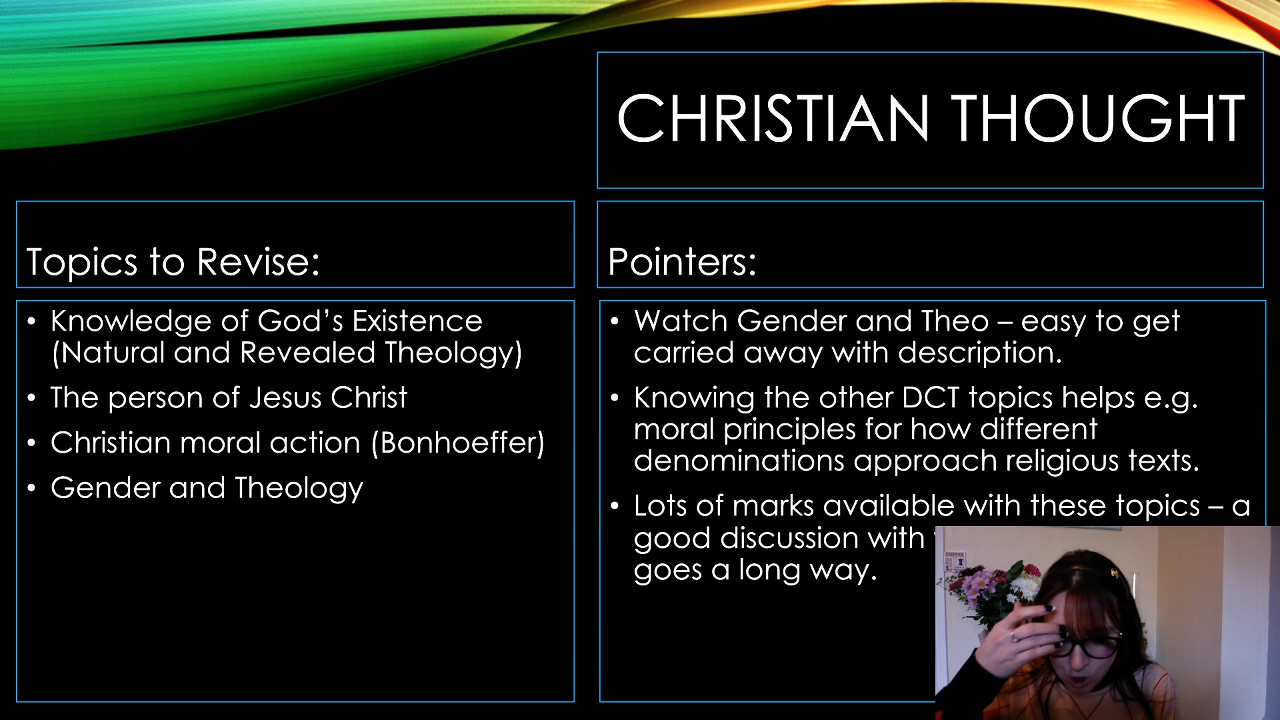 CHRISTIAN THOUGHT
Topics to Revise:
• Knowledge of God’s Existence
(Natural and Revealed Theology)
• The person of Jesus Christ
• Christian moral action (Bonhoeffer)
• Gender and Theology
Pointers:
• Watch Gender and Theo – easy to get
carried away with description.
• Knowing the other DCT topics helps e.g.
moral principles for how different
denominations approach religious texts.
• Lots of marks available with these topics – a
good discussion with
goes a long way.